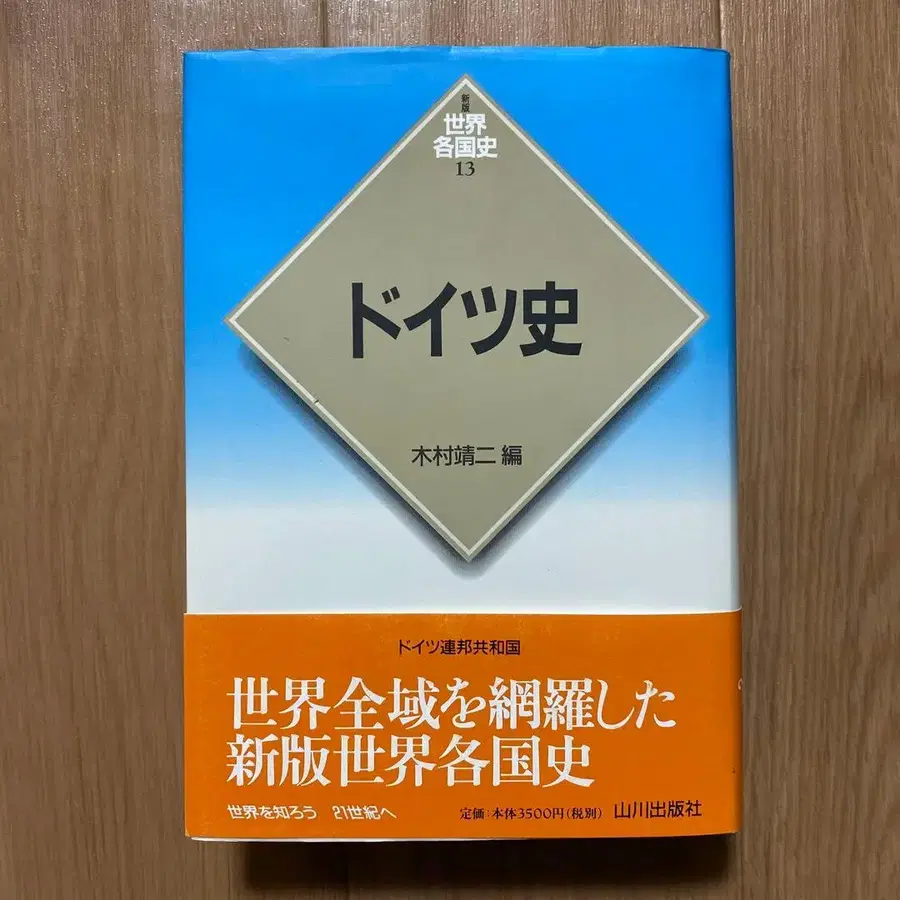 新版
世界
各国史
13
ドイツ史
木村靖二 編
ドイツ連邦共和国
世界全域を網羅した
新版世界各国史
世界を知ろう 21世紀へ
定価:本体3500円(税別) 山川出版社